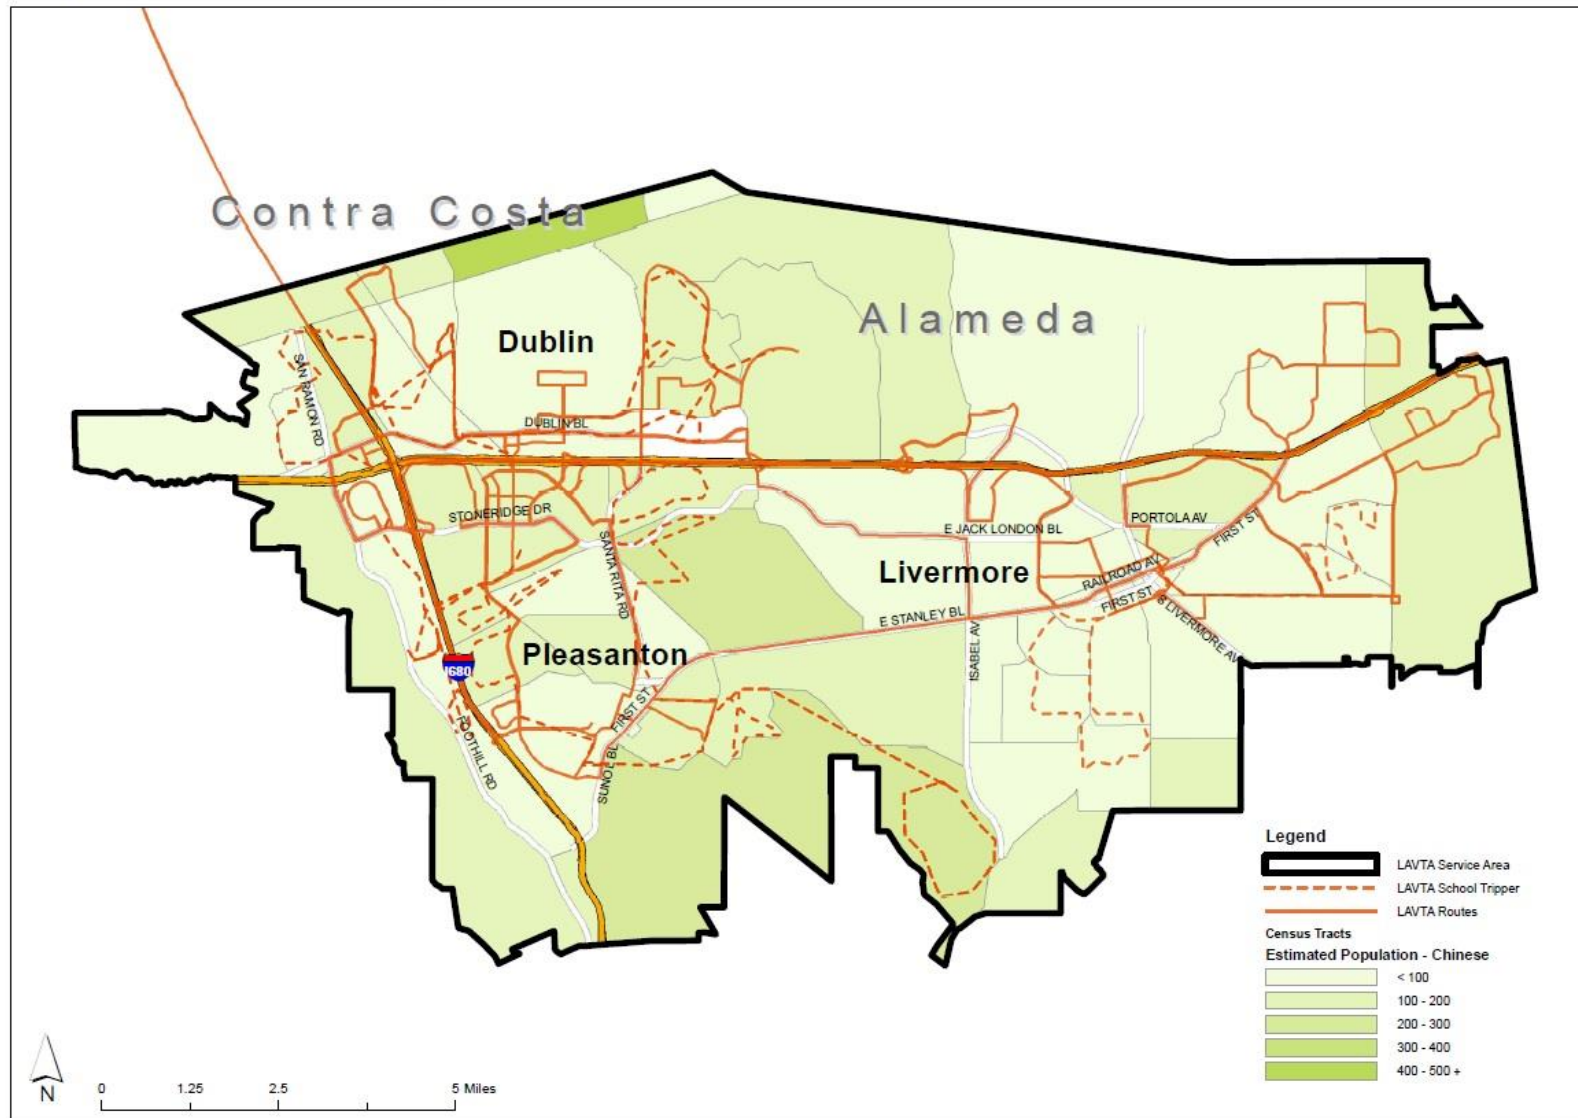 Contra Costa
Alameda
Dublin
SAN RAMON RD
DUBLIN BL
STONERIDGE DR
SANTA RITA RD
E JACK LONDON BL
PORTOLA AV
FIRST ST
Livermore
RAILROAD AV
FIRST ST
S LIVERMORE AV
E STANLEY BL
ISABEL AV
Pleasanton
I680
FIRST ST
FOOTHILL RD
SUNOL BL
Legend
LAVTA Service Area
LAVTA School Tripper
LAVTA Routes
Census Tracts
Estimated Population - Chinese
< 100
100 - 200
200 - 300
300 - 400
400 - 500 +
N
0 1.25 2.5 5 Miles